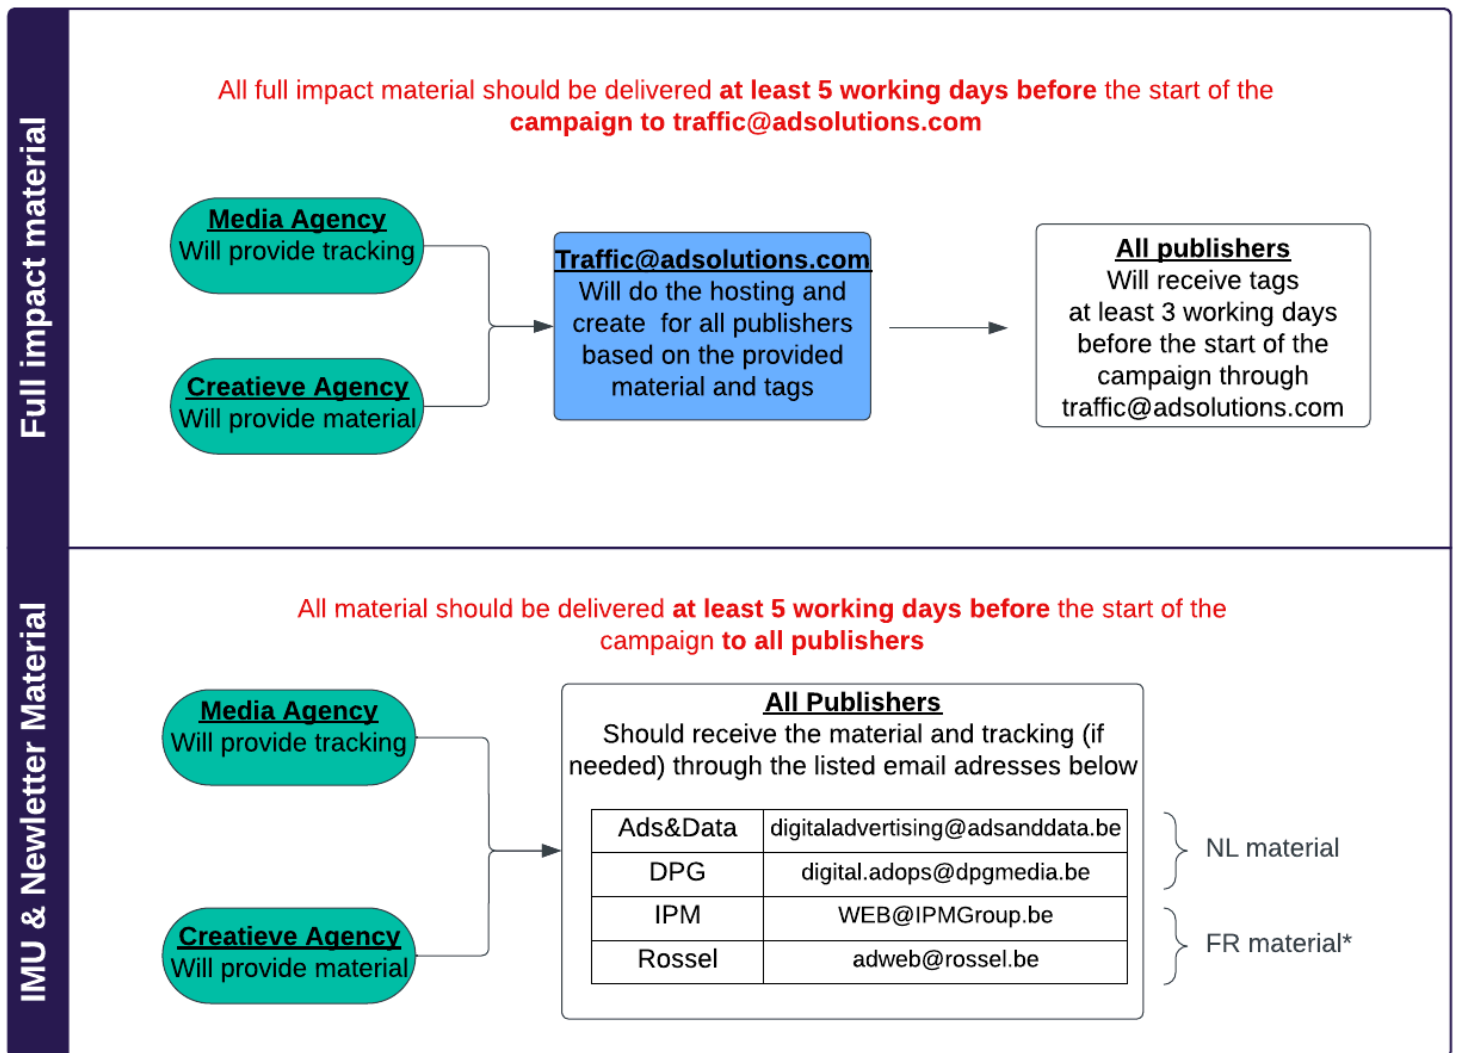 Full impact material
All full impact material should be delivered at least 5 working days before the start of the
campaign to traffic@adsolutions.com
Media Agency
Will provide tracking
Creatieve Agency
Will provide material
Traffic@adsolutions.com
Will do the hosting and
create for all publishers
based on the provided
material and tags
All publishers
Will receive tags
at least 3 working days
before the start of the
campaign through
traffic@adsolutions.com
IMU & Newletter Material
All material should be delivered at least 5 working days before the start of the
campaign to all publishers
Media Agency
Will provide tracking
Creatieve Agency
Will provide material
All Publishers
Should receive the material and tracking (if
needed) through the listed email adresses below
Ads&Data digitaladvertising@adsanddata.be
DPG digital.adops@dpgmedia.be
IPM WEB@IPMGroup.be
Rossel adweb@rossel.be
NL material
FR material*